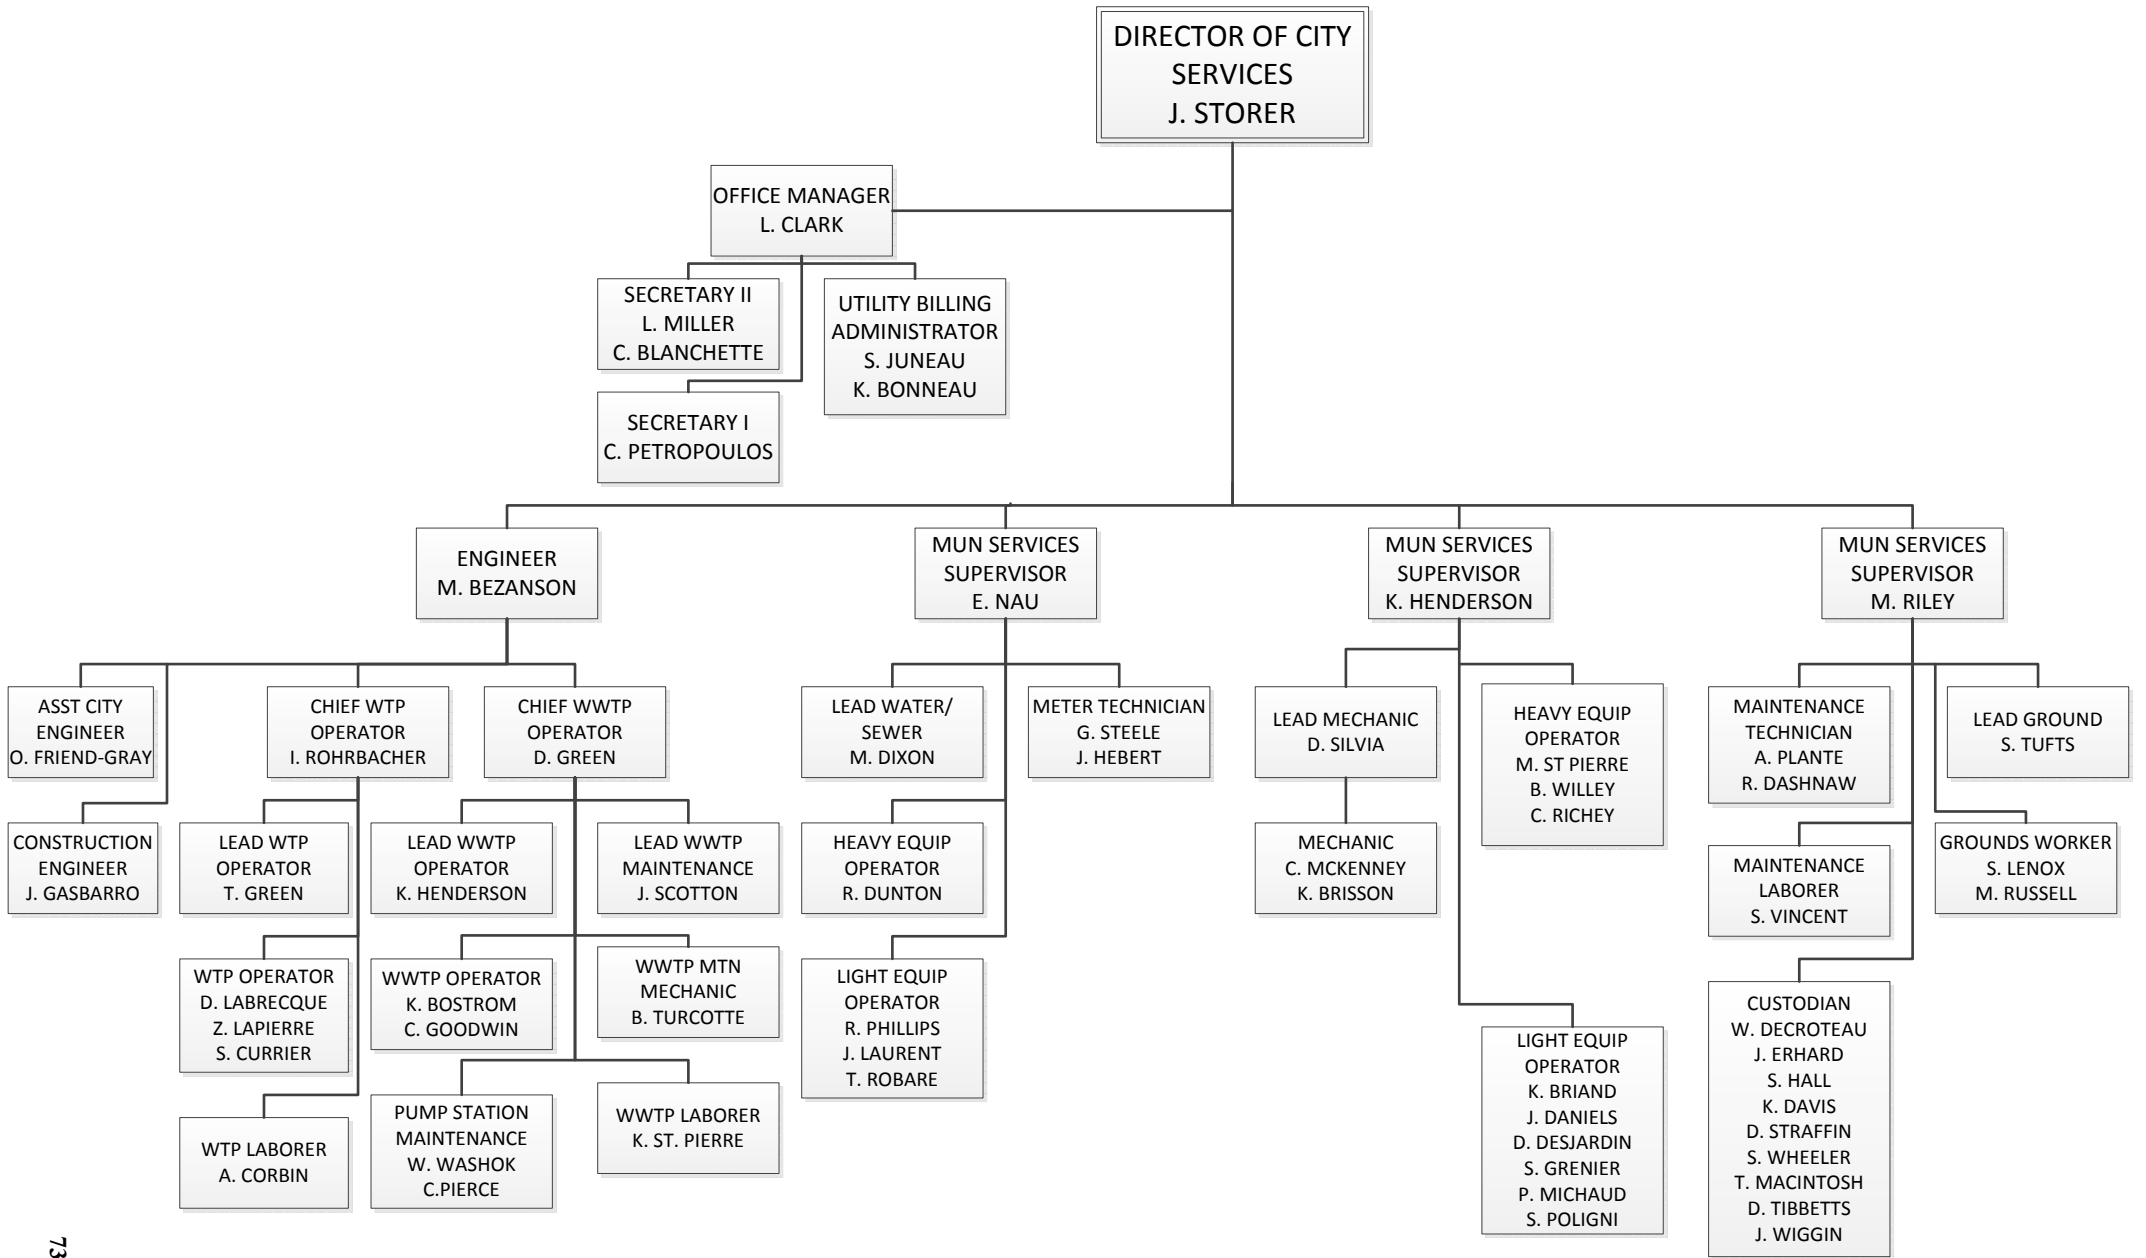 DIRECTOR OF CITY
SERVICES
J. STORER
OFFICE MANAGER
L. CLARK
SECRETARY II
L. MILLER
C. BLANCHETTE
UTILITY BILLING
ADMINISTRATOR
S. JUNEAU
K. BONNEAU
SECRETARY I
C. PETROPOULOS
ENGINEER
M. BEZANSON
MUN SERVICES
SUPERVISOR
E. NAU
MUN SERVICES
SUPERVISOR
K. HENDERSON
MUN SERVICES
SUPERVISOR
M. RILEY
ASST CITY
ENGINEER
O. FRIEND-GRAY
CHIEF WTP
OPERATOR
I. ROHRBACHER
CHIEF WWTP
OPERATOR
D. GREEN
LEAD WATER/
SEWER
M. DIXON
METER TECHNICIAN
G. STEELE
J. HEBERT
LEAD MECHANIC
D. SILVIA
HEAVY EQUIP
OPERATOR
M. ST PIERRE
B. WILLEY
C. RICHEY
MAINTENANCE
TECHNICIAN
A. PLANTE
R. DASHNAW
LEAD GROUND
S. TUFTS
CONSTRUCTION
ENGINEER
J. GASBARRO
LEAD WTP
OPERATOR
T. GREEN
LEAD WWTP
OPERATOR
K. HENDERSON
LEAD WWTP
MAINTENANCE
J. SCOTTON
HEAVY EQUIP
OPERATOR
R. DUNTON
MECHANIC
C. MCKENNEY
K. BRISSON
MAINTENANCE
LABORER
S. VINCENT
GROUNDS WORKER
S. LENOX
M. RUSSELL
WTP OPERATOR
D. LABRECQUE
Z. LAPIERRE
S. CURRIER
WWTP OPERATOR
K. BOSTROM
C. GOODWIN
WWTP MTN
MECHANIC
B. TURCOTTE
LIGHT EQUIP
OPERATOR
R. PHILLIPS
J. LAURENT
T. ROBARE
LIGHT EQUIP
OPERATOR
K. BRIAND
J. DANIELS
D. DESJARDIN
S. GRENIER
P. MICHAUD
S. POLIGNI
CUSTODIAN
W. DECROTEAU
J. ERHARD
S. HALL
K. DAVIS
D. STRAFFIN
S. WHEELER
T. MACINTOSH
D. TIBBETTS
J. WIGGIN
WTP LABORER
A. CORBIN
PUMP STATION
MAINTENANCE
W. WASHOK
C.PIERCE
WWTP LABORER
K. ST. PIERRE
73